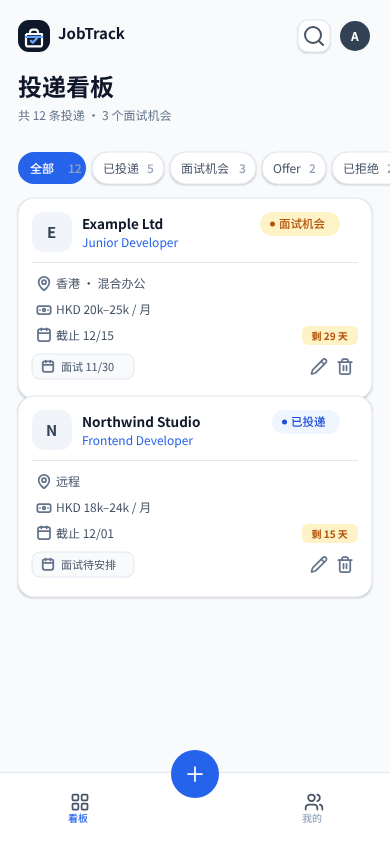 JobTrack
A
投递看板
共 12 条投递 • 3 个面试机会
全部 12 已投递 5 面试机会 3 Offer 2 已拒绝
E Example Ltd 面试机会
Junior Developer
香港 • 混合办公
HKD 20k–25k / 月
截止 12/15 剩 29 天
面试 11/30
N Northwind Studio 已投递
Frontend Developer
远程
HKD 18k–24k / 月
截止 12/01 剩 15 天
面试待安排
看板 我的